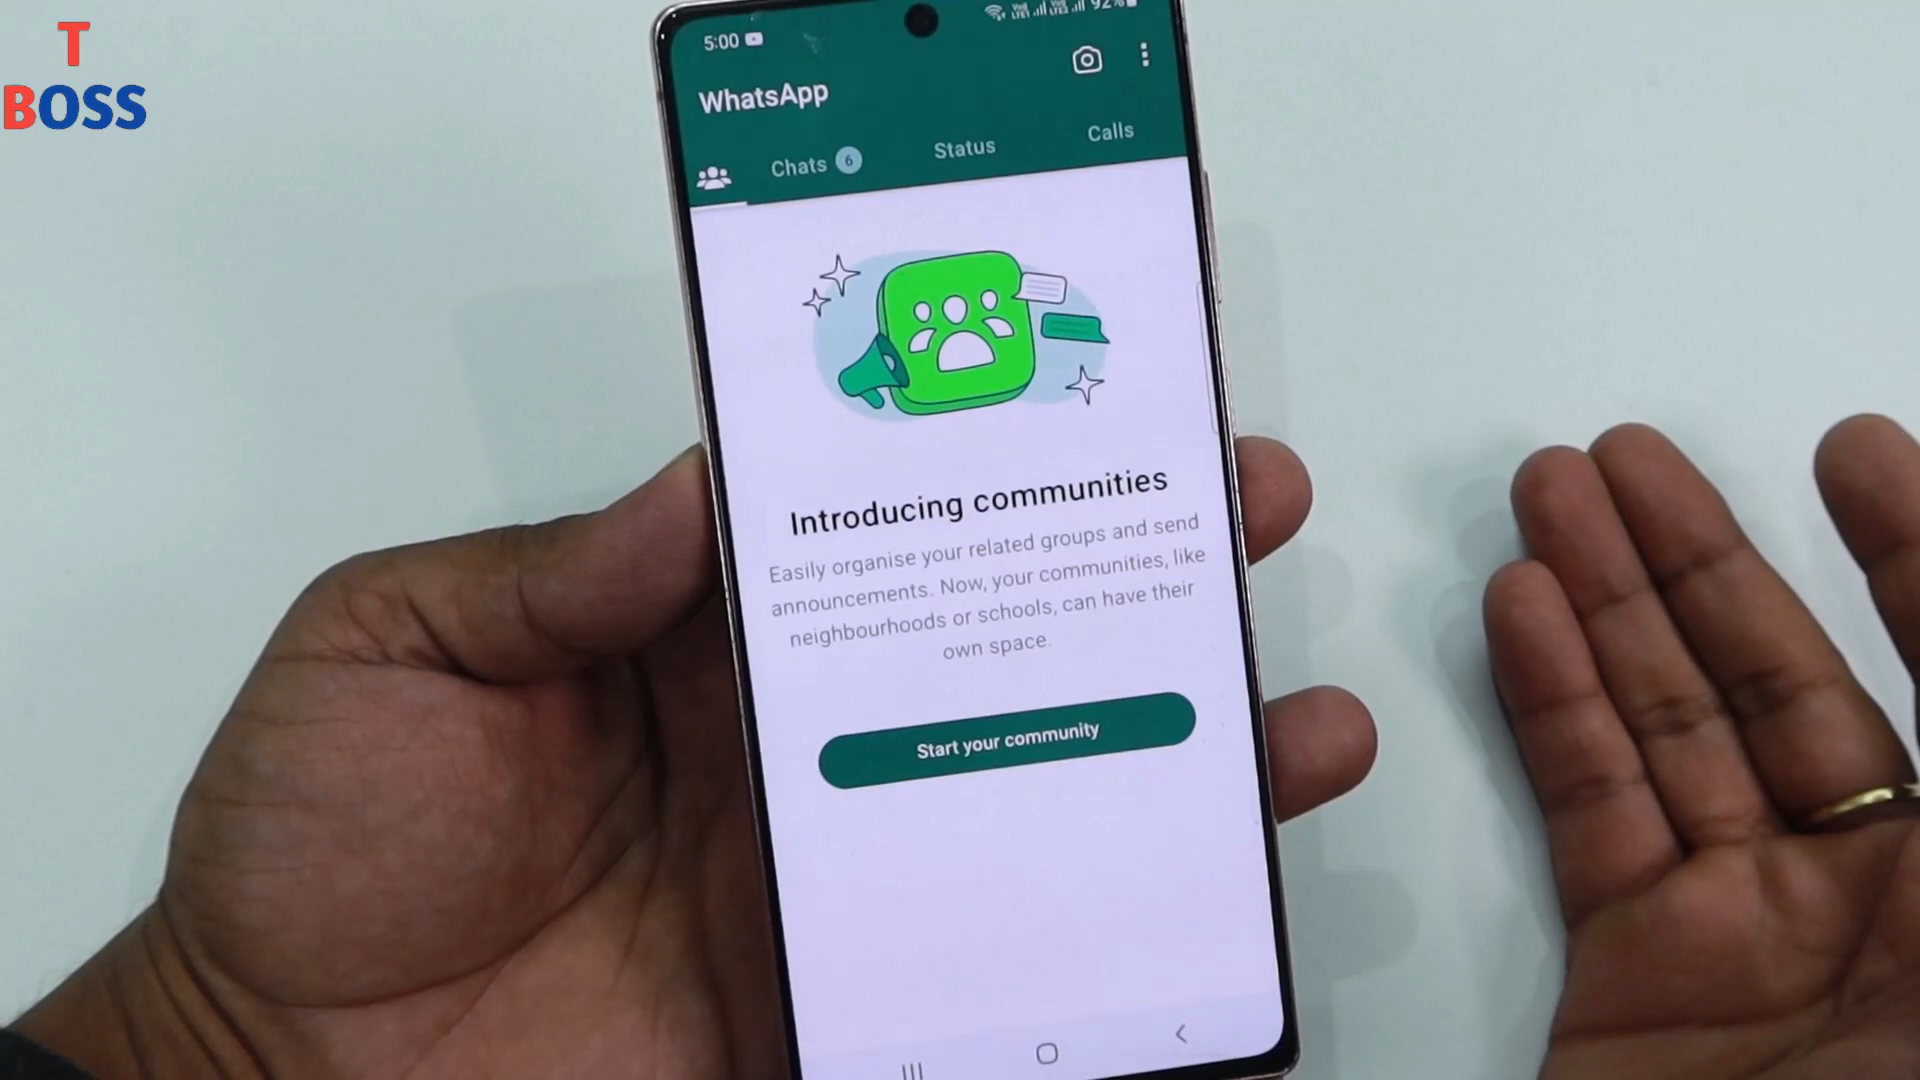 T
BOSS
5:00
92%
WhatsApp
Chats 6
Status
Calls
Introducing communities
Easily organise your related groups and send
announcements. Now, your communities, like
neighbourhoods or schools, can have their
own space.
Start your community